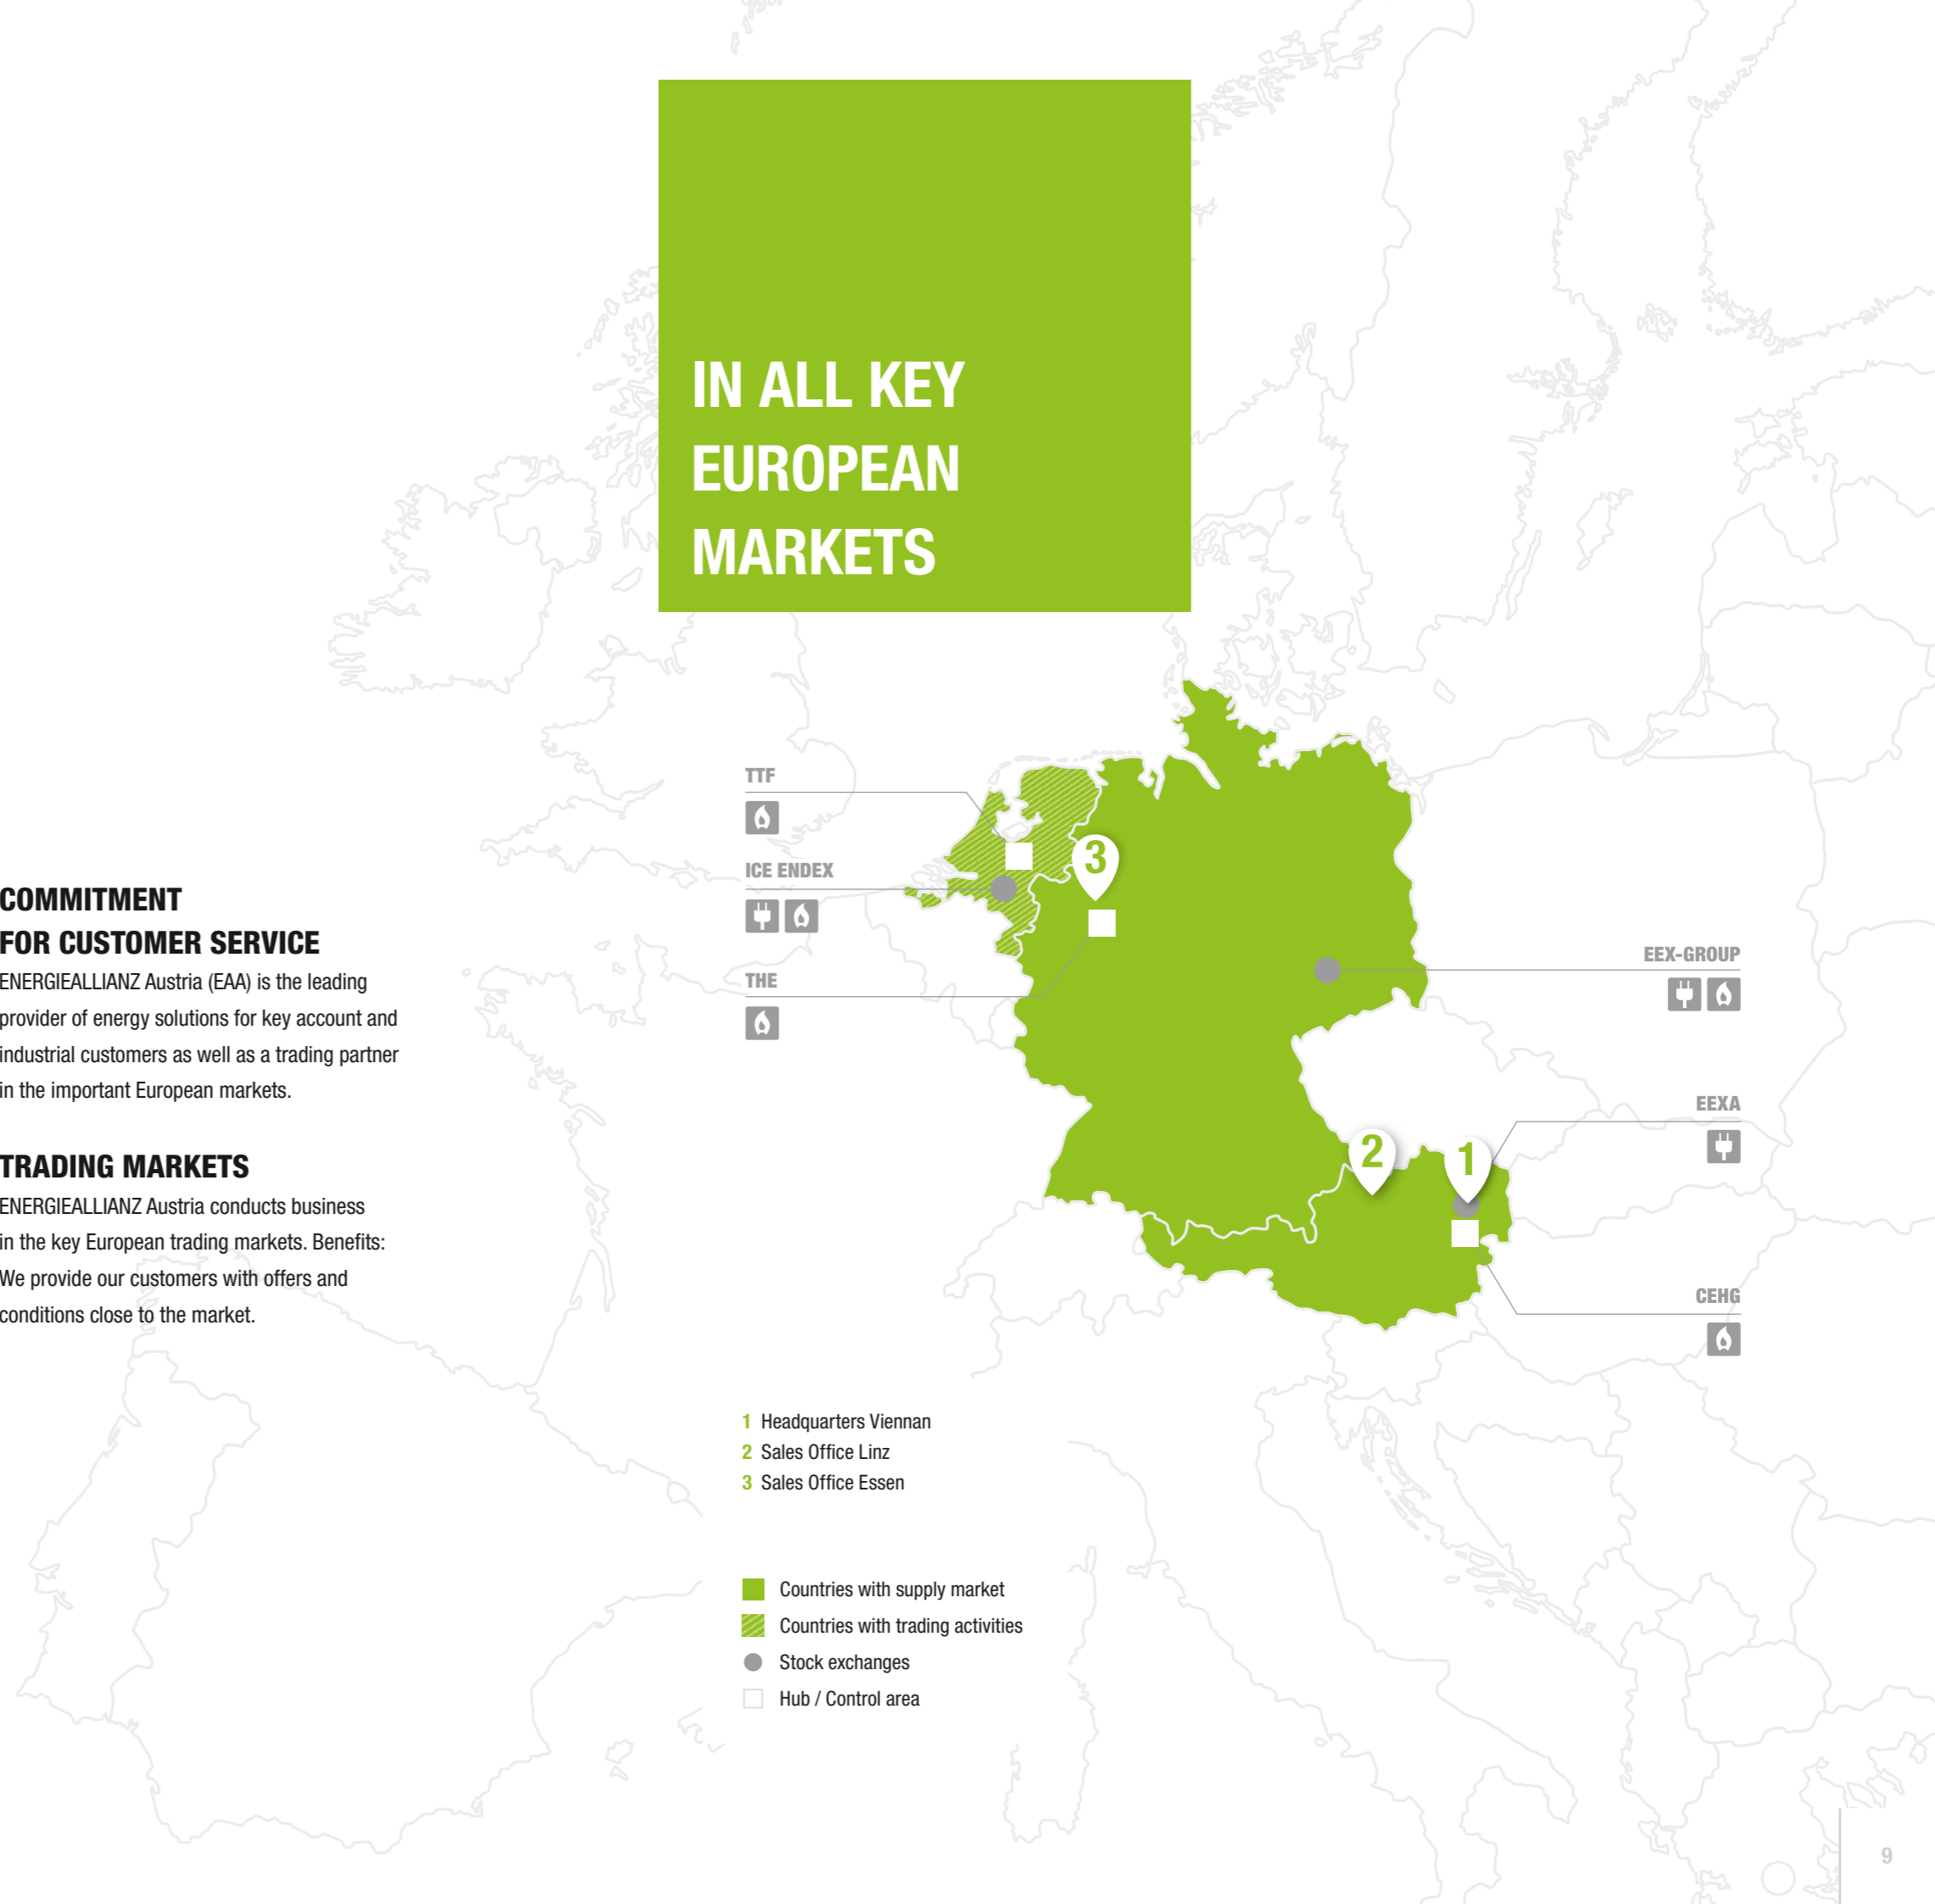 IN ALL KEY
EUROPEAN
MARKETS
COMMITMENT
FOR CUSTOMER SERVICE
ENERGIEALLIANZ Austria (EAA) is the leading
provider of energy solutions for key account and
industrial customers as well as a trading partner
in the important European markets.
TRADING MARKETS
ENERGIEALLIANZ Austria conducts business
in the key European trading markets. Benefits:
We provide our customers with offers and
conditions close to the market.
TTF
ICE ENDEX
THE
3
2
1
EEX-GROUP
EEXA
CEHG
1 Headquarters Viennan
2 Sales Office Linz
3 Sales Office Essen
Countries with supply market
Countries with trading activities
Stock exchanges
Hub / Control area
9